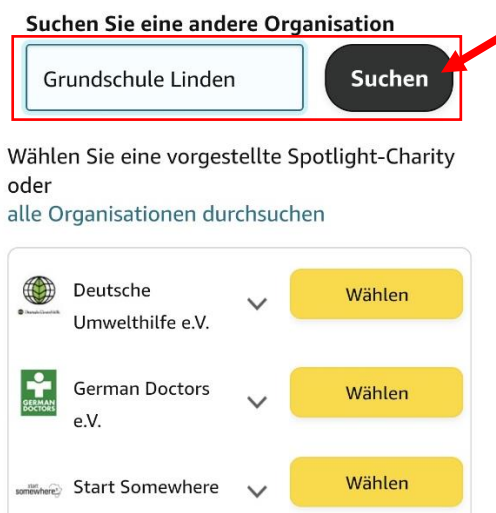 Suchen Sie eine andere Organisation
Grundschule Linden
Suchen
Wählen Sie eine vorgestellte Spotlight-Charity
oder
alle Organisationen durchsuchen
Deutsche
Umwelthilfe e.V.
Wählen
GERMAN
DOCTORS
German Doctors
e.V.
Wählen
start
somewhere
Start Somewhere
Wählen